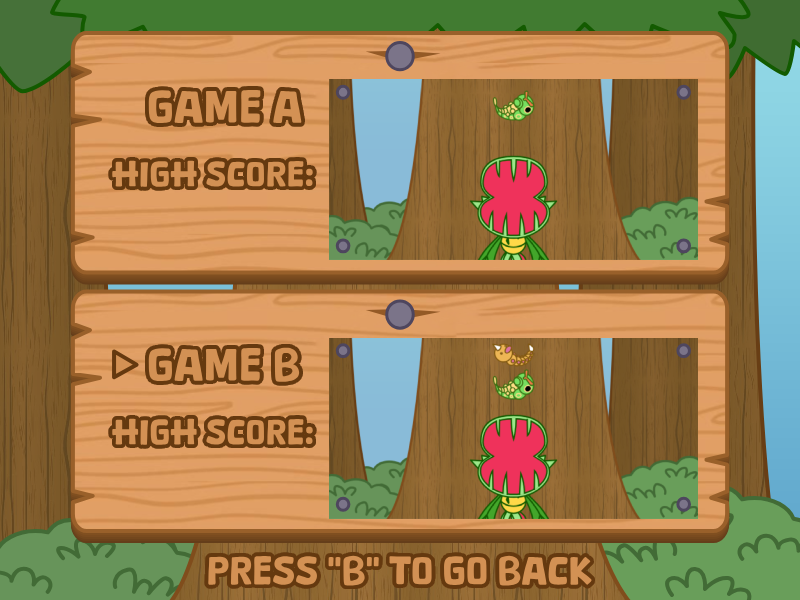 GAME A
HIGH SCORE:
GAME B
HIGH SCORE:
PRESS "B" TO GO BACK